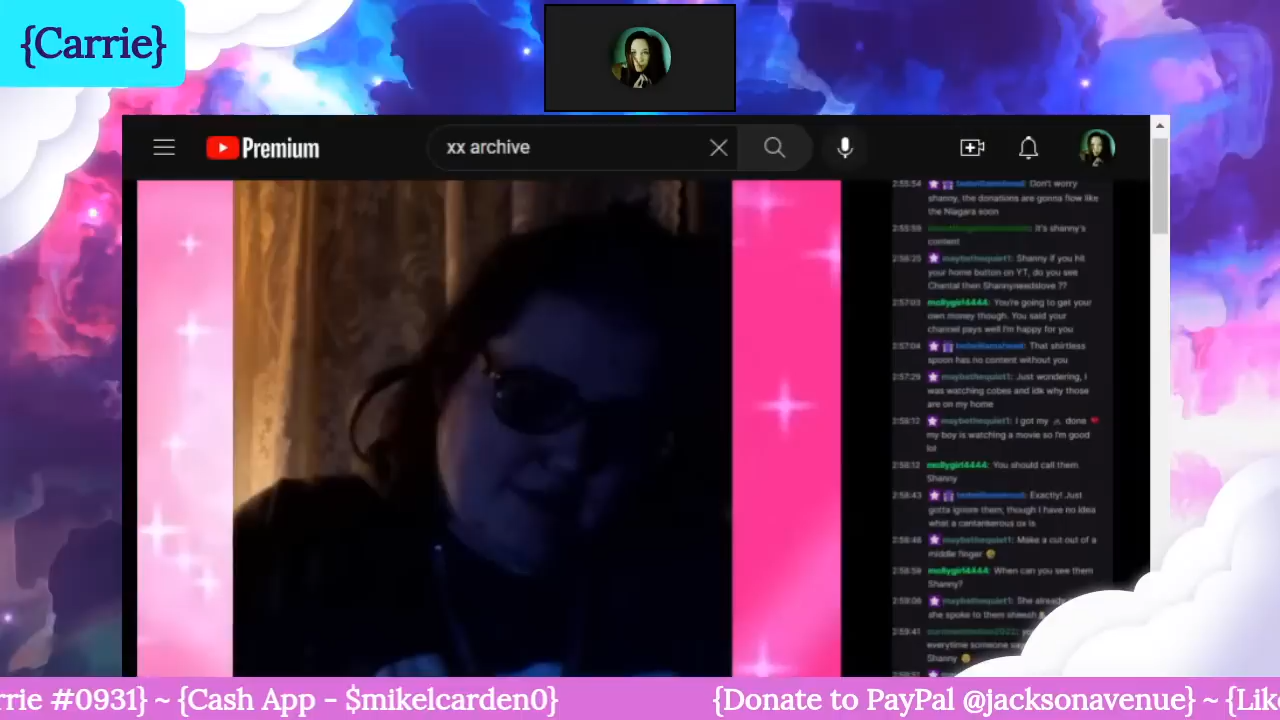 {Carrie}
Premium
xx archive
2:55:54 Don't worry
shanny, the donations are gonna flow like
the Niagara soon
2:55:59 It's shanny's
content
2:56:25 maybethequiet1: Shanny if you hit
your home button on YT, do you see
Chantal then Shannyneedslove ??
2:57:03 mollygirl4444: You're going to get your
own money though. You said your
channel pays well I'm happy for you
2:57:04 That shirtless
spoon has no content without you
2:57:29 maybethequiet1: Just wondering, I
was watching cobes and idk why those
are on my home
2:58:12 maybethequiet1: I got my done
my boy is watching a movie so I'm good
lol
2:58:12 mollygirl4444: You should call them
Shanny
2:58:43 Exactly! Just
gotta ignore them, though I have no idea
what a cantankerous ox is
2:58:48 maybethequiet1: Make a cut out of a
middle finger
2:58:59 mollygirl4444: When can you see them
Shanny?
2:59:06 maybethequiet1: She already
she spoke to them sheesh
2:59:41
everytime someone
Shanny
rrie #0931} ~ {Cash App - $mikelcarden0} {Donate to PayPal @jacksonavenue} ~ {Lik